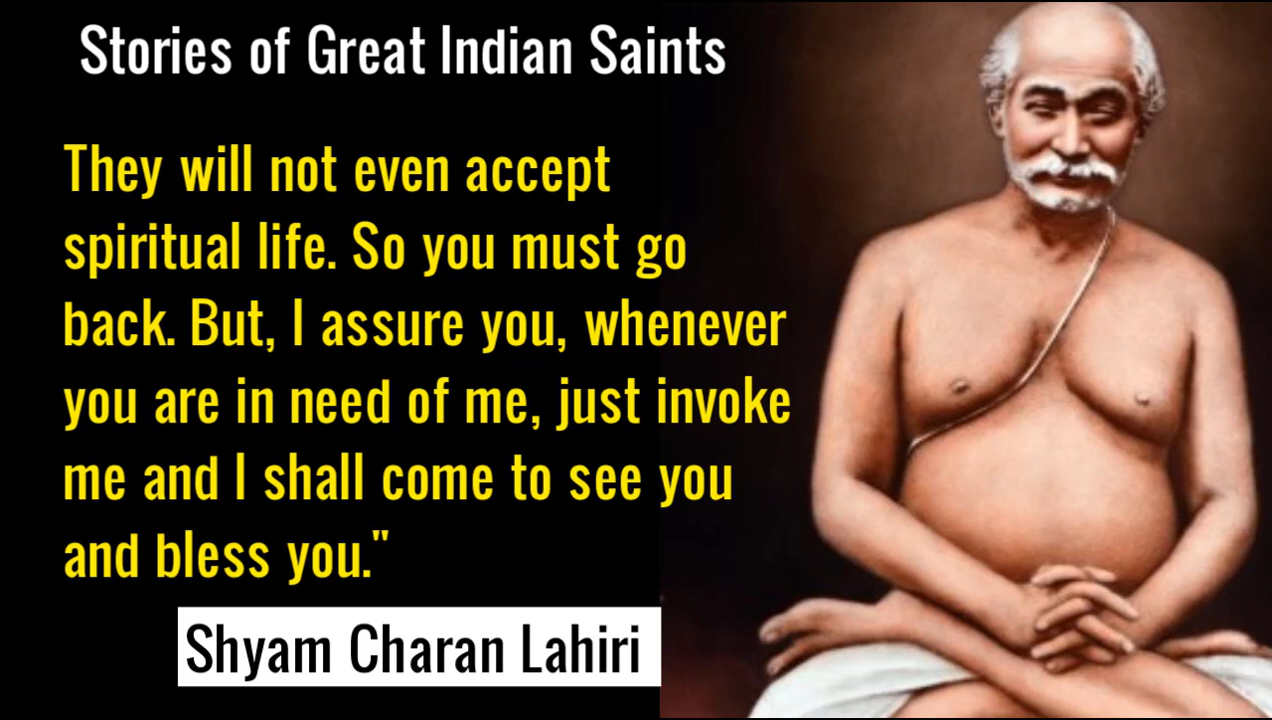 Stories of Great Indian Saints
They will not even accept
spiritual life. So you must go
back. But, I assure you, whenever
you are in need of me, just invoke
me and I shall come to see you
and bless you."
Shyam Charan Lahiri